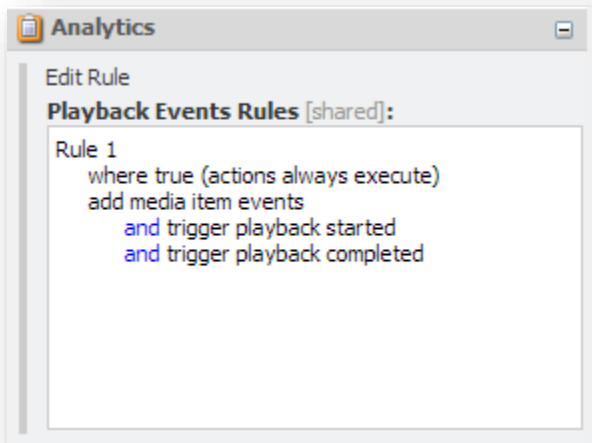 Analytics
Edit Rule
Playback Events Rules [shared]:
Rule 1
where true (actions always execute)
add media item events
and trigger playback started
and trigger playback completed